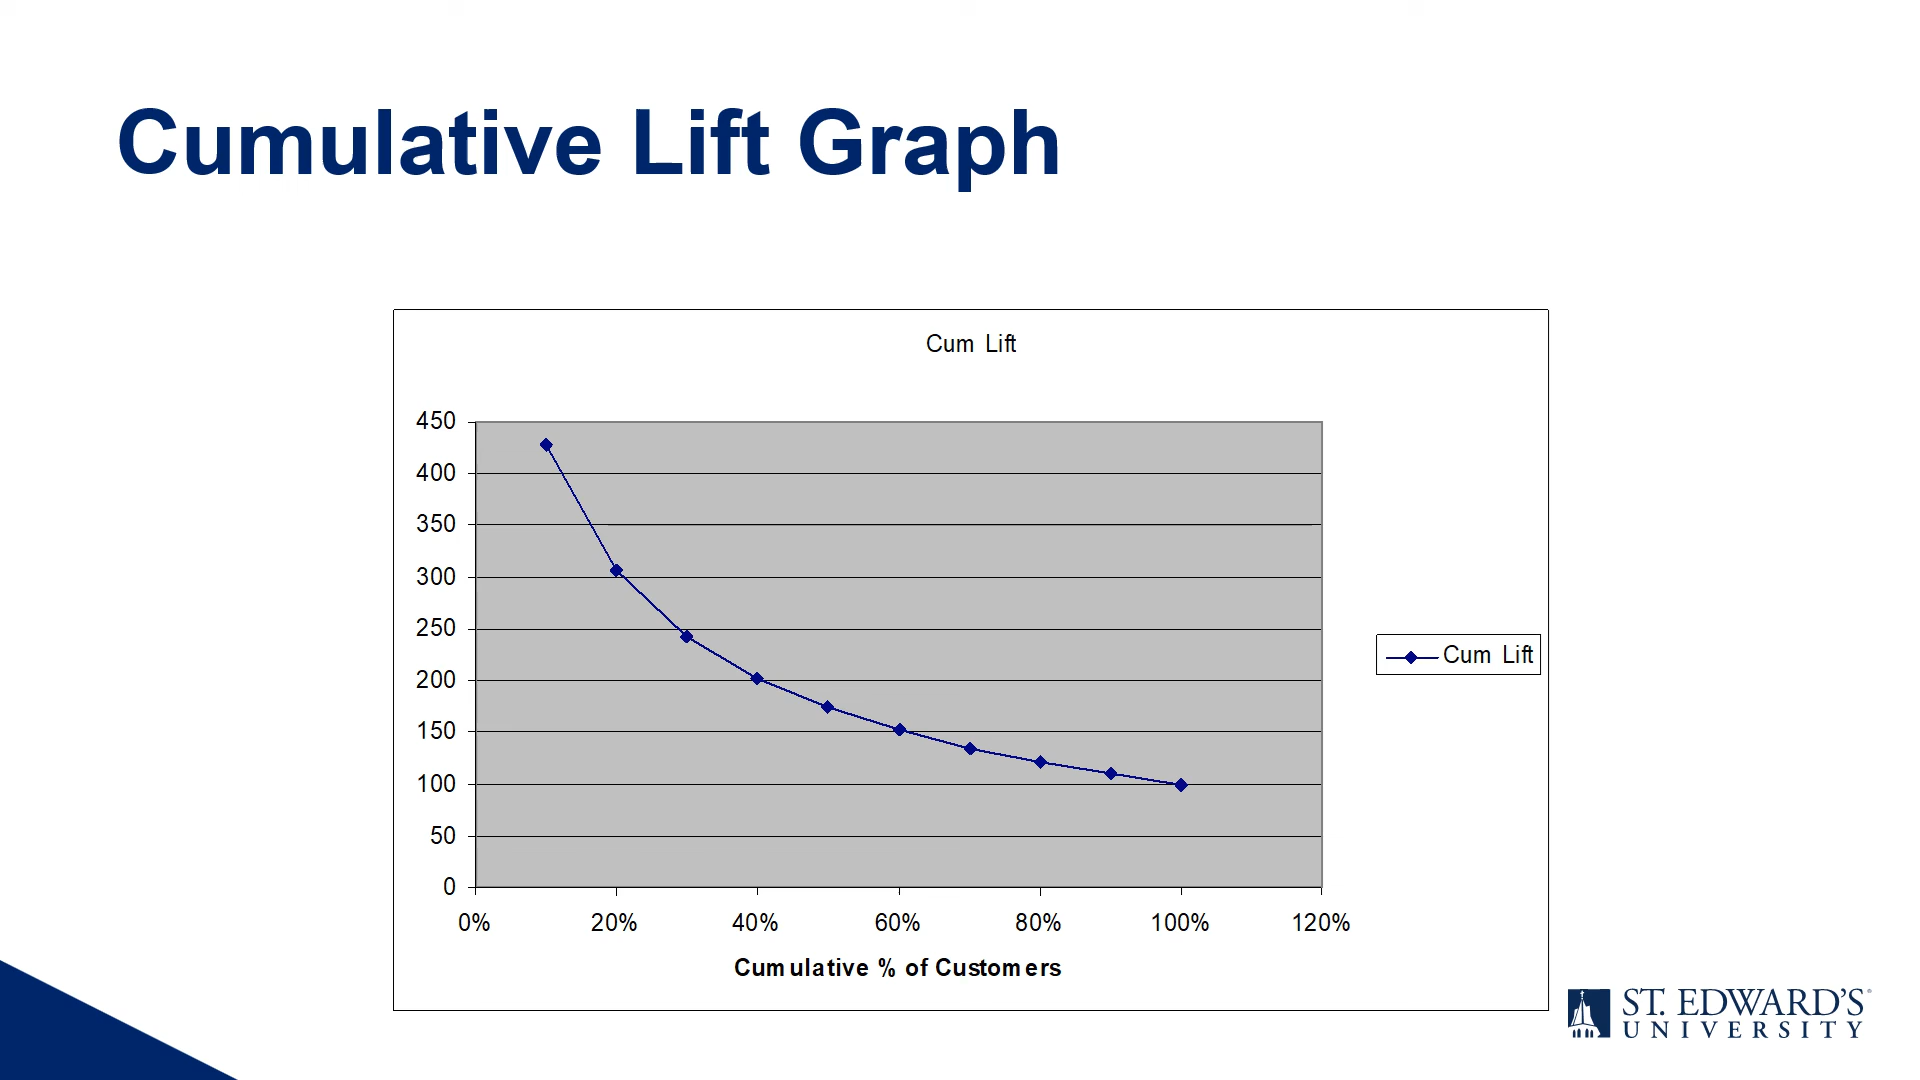 Cumulative Lift Graph
Cum Lift
450
400
350
300
250
200
150
100
50
0
0% 20% 40% 60% 80% 100% 120%
Cumulative % of Customers
Cum Lift
ST. EDWARD'S®
UNIVERSITY